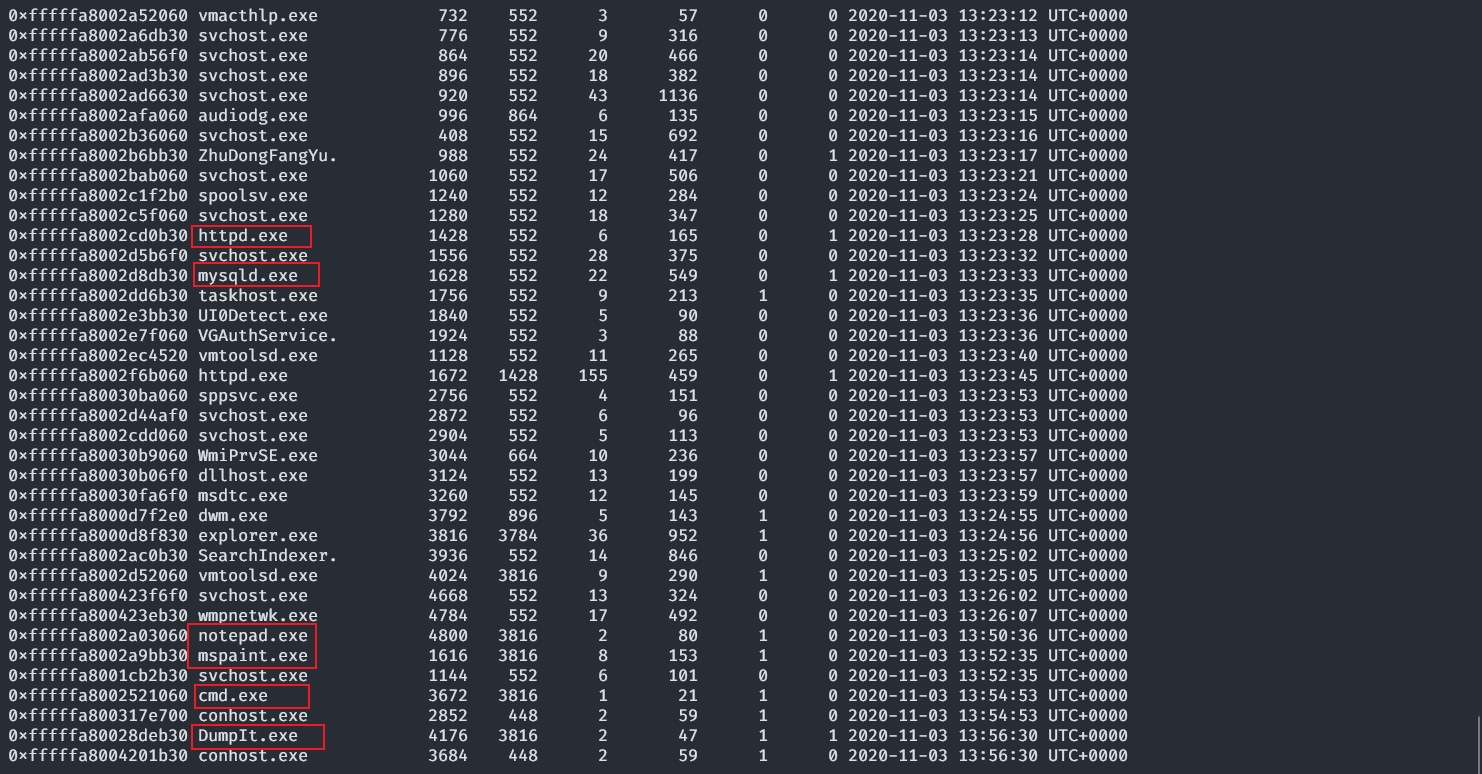 0×fffffa8002a52060 vmacthlp.exe 732 552 3 57 0 0 2020-11-03 13:23:12 UTC+0000
0×fffffa8002a6db30 svchost.exe 776 552 9 316 0 0 2020-11-03 13:23:13 UTC+0000
0×fffffa8002ab56f0 svchost.exe 864 552 20 466 0 0 2020-11-03 13:23:14 UTC+0000
0×fffffa8002ad3b30 svchost.exe 896 552 18 382 0 0 2020-11-03 13:23:14 UTC+0000
0×fffffa8002ad6630 svchost.exe 920 552 43 1136 0 0 2020-11-03 13:23:14 UTC+0000
0×fffffa8002afa060 audiodg.exe 996 864 6 135 0 0 2020-11-03 13:23:15 UTC+0000
0×fffffa8002b36060 svchost.exe 408 552 15 692 0 0 2020-11-03 13:23:16 UTC+0000
0×fffffa8002b6bb30 ZhuDongFangYu. 988 552 24 417 0 1 2020-11-03 13:23:17 UTC+0000
0×fffffa8002bab060 svchost.exe 1060 552 17 506 0 0 2020-11-03 13:23:21 UTC+0000
0×fffffa8002c1f2b0 spoolsv.exe 1240 552 12 284 0 0 2020-11-03 13:23:24 UTC+0000
0×fffffa8002c5f060 svchost.exe 1280 552 18 347 0 0 2020-11-03 13:23:25 UTC+0000
0×fffffa8002cd0b30 httpd.exe 1428 552 6 165 0 1 2020-11-03 13:23:28 UTC+0000
0×fffffa8002d5b6f0 svchost.exe 1556 552 28 375 0 0 2020-11-03 13:23:32 UTC+0000
0×fffffa8002d8db30 mysqld.exe 1628 552 22 549 0 1 2020-11-03 13:23:33 UTC+0000
0×fffffa8002dd6b30 taskhost.exe 1756 552 9 213 1 0 2020-11-03 13:23:35 UTC+0000
0×fffffa8002e3bb30 UI0Detect.exe 1840 552 5 90 0 0 2020-11-03 13:23:36 UTC+0000
0×fffffa8002e7f060 VGAuthService. 1924 552 3 88 0 0 2020-11-03 13:23:36 UTC+0000
0×fffffa8002ec4520 vmtoolsd.exe 1128 552 11 265 0 0 2020-11-03 13:23:40 UTC+0000
0×fffffa8002f6b060 httpd.exe 1672 1428 155 459 0 1 2020-11-03 13:23:45 UTC+0000
0×fffffa80030ba060 sppsvc.exe 2756 552 4 151 0 0 2020-11-03 13:23:53 UTC+0000
0×fffffa8002d44af0 svchost.exe 2872 552 6 96 0 0 2020-11-03 13:23:53 UTC+0000
0×fffffa8002cdd060 svchost.exe 2904 552 5 113 0 0 2020-11-03 13:23:53 UTC+0000
0×fffffa80030b9060 WmiPrvSE.exe 3044 664 10 236 0 0 2020-11-03 13:23:57 UTC+0000
0×fffffa80030b06f0 dllhost.exe 3124 552 13 199 0 0 2020-11-03 13:23:57 UTC+0000
0×fffffa80030fa6f0 msdtc.exe 3260 552 12 145 0 0 2020-11-03 13:23:59 UTC+0000
0×fffffa8000d7f2e0 dwm.exe 3792 896 5 143 1 0 2020-11-03 13:24:55 UTC+0000
0×fffffa8000d8f830 explorer.exe 3816 3784 36 952 1 0 2020-11-03 13:24:56 UTC+0000
0×fffffa8002ac0b30 SearchIndexer. 3936 552 14 846 0 0 2020-11-03 13:25:02 UTC+0000
0×fffffa8002d52060 vmtoolsd.exe 4024 3816 9 290 1 0 2020-11-03 13:25:05 UTC+0000
0×fffffa800423f6f0 svchost.exe 4668 552 13 324 0 0 2020-11-03 13:26:02 UTC+0000
0×fffffa800423eb30 wmpnetwk.exe 4784 552 17 492 0 0 2020-11-03 13:26:07 UTC+0000
0×fffffa8002a03060 notepad.exe 4800 3816 2 80 1 0 2020-11-03 13:50:36 UTC+0000
0×fffffa8002a9bb30 mspaint.exe 1616 3816 8 153 1 0 2020-11-03 13:52:35 UTC+0000
0×fffffa8001cb2b30 svchost.exe 1144 552 6 101 0 0 2020-11-03 13:52:35 UTC+0000
0×fffffa8002521060 cmd.exe 3672 3816 1 21 1 0 2020-11-03 13:54:53 UTC+0000
0×fffffa800317e700 conhost.exe 2852 448 2 59 1 0 2020-11-03 13:54:53 UTC+0000
0×fffffa80028deb30 DumpIt.exe 4176 3816 2 47 1 1 2020-11-03 13:56:30 UTC+0000
0×fffffa8004201b30 conhost.exe 3684 448 2 59 1 0 2020-11-03 13:56:30 UTC+0000